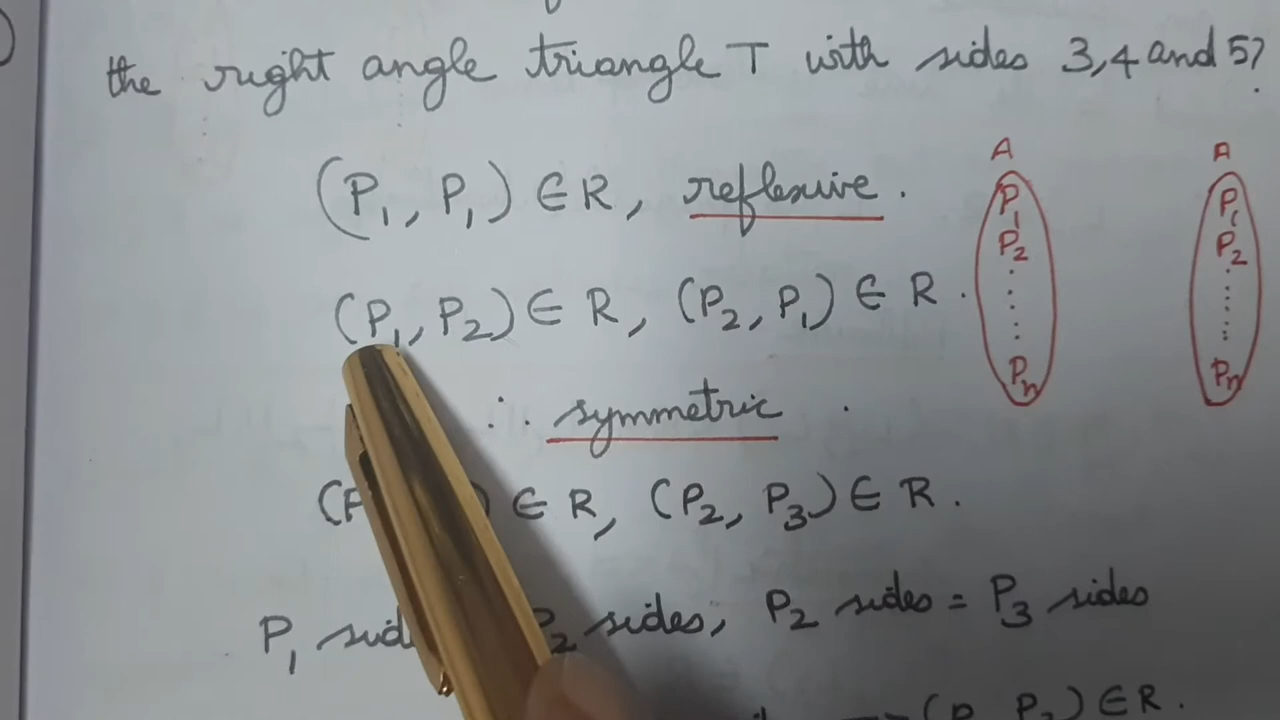 the right angle triangle T with sides 3, 4 and 5?
(P₁, P₁) ∈ R, reflexive.
(P₁, P₂) ∈ R, (P₂, P₁) ∈ R.
∴ symmetric
∈ R, (P₂, P₃) ∈ R.
P₁ P₂ sides, P₂ sides = P₃ sides
∈ R.
A
P₁
P₂
Pₙ
A
P₁
P₂
Pₙ